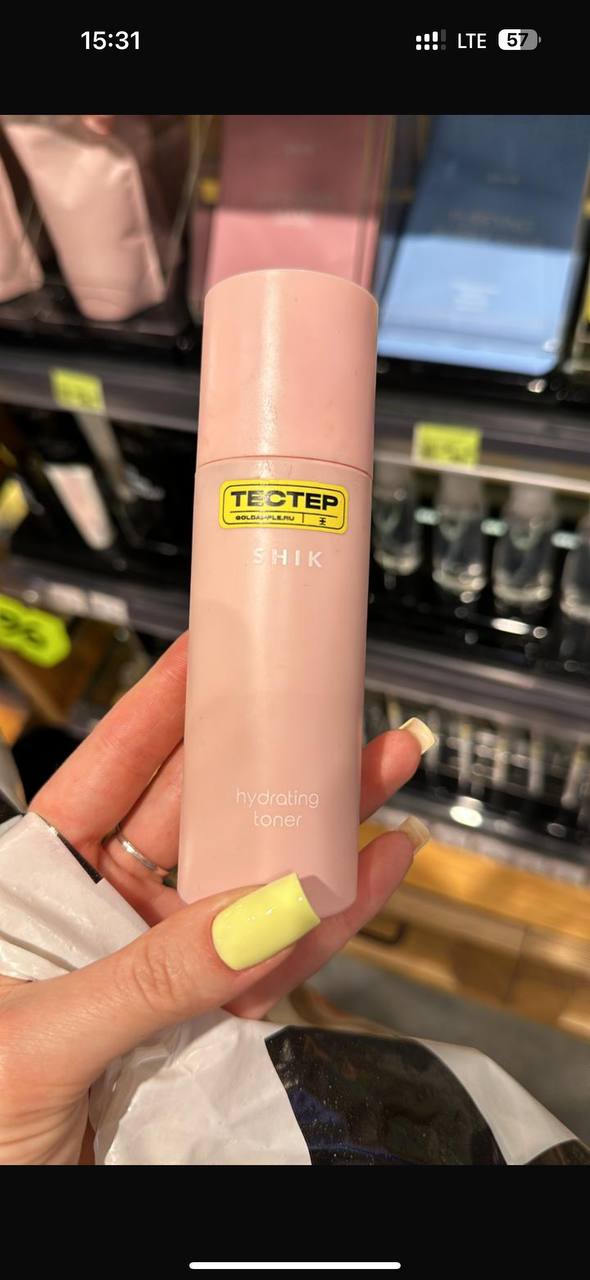 15:31
LTE
57
ТЕСТЕР
GOLDAPPLE.RU
SHIK
hydrating
toner